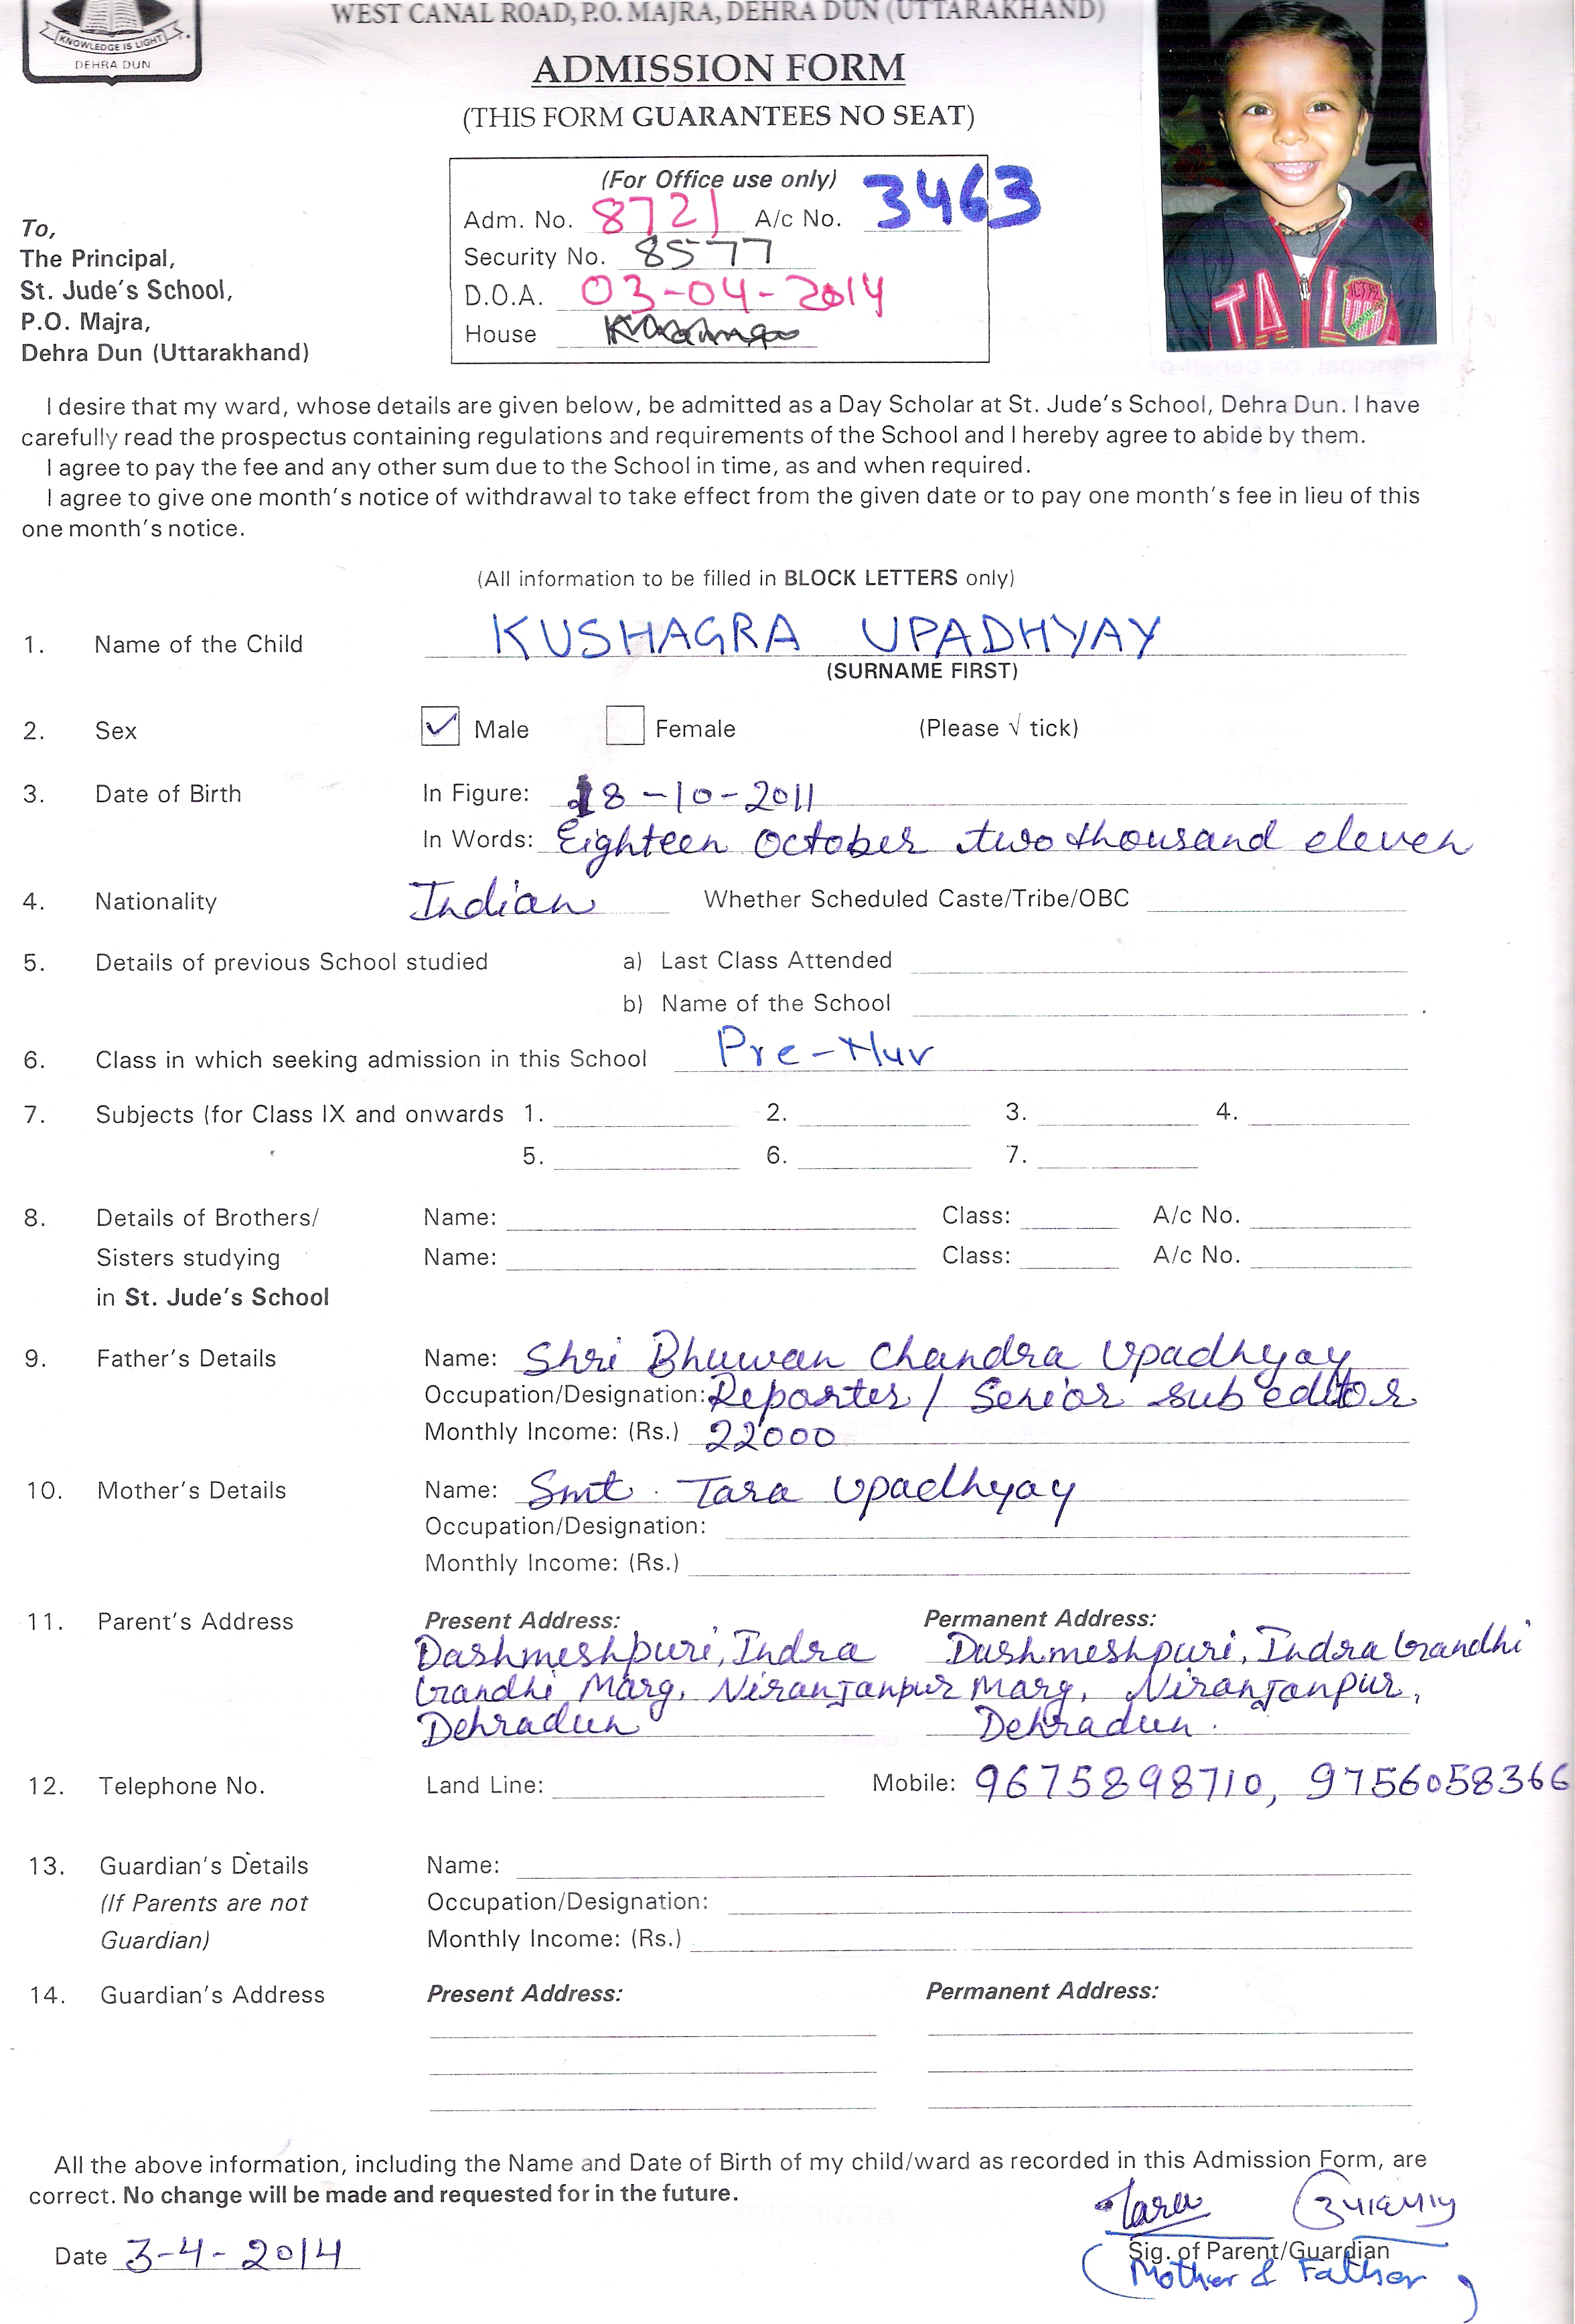 WEST CANAL ROAD, P.O. MAJRA, DEHRA DUN (UTTARAKHAND)
KNOWLEDGE IS LIGHT
DEHRA DUN
ADMISSION FORM
(THIS FORM GUARANTEES NO SEAT)
(For Office use only)
Adm. No. 8721 A/c No. 3463
Security No. 8577
D.O.A. 03-04-2014
House
To,
The Principal,
St. Jude's School,
P.O. Majra,
Dehra Dun (Uttarakhand)
I desire that my ward, whose details are given below, be admitted as a Day Scholar at St. Jude's School, Dehra Dun. I have
carefully read the prospectus containing regulations and requirements of the School and I hereby agree to abide by them.
I agree to pay the fee and any other sum due to the School in time, as and when required.
I agree to give one month's notice of withdrawal to take effect from the given date or to pay one month's fee in lieu of this
one month's notice.
(All information to be filled in BLOCK LETTERS only)
1. Name of the Child KUSHAGRA UPADHYAY
(SURNAME FIRST)
2. Sex ✓ Male Female (Please √ tick)
3. Date of Birth In Figure: 18-10-2011
In Words: Eighteen October two thousand eleven
4. Nationality Indian Whether Scheduled Caste/Tribe/OBC
5. Details of previous School studied a) Last Class Attended
b) Name of the School
6. Class in which seeking admission in this School Pre-Nur
7. Subjects (for Class IX and onwards 1. 2. 3. 4.
5. 6. 7.
8. Details of Brothers/ Name: Class: A/c No.
Sisters studying Name: Class: A/c No.
in St. Jude's School
9. Father's Details Name: Shri Bhuwan Chandra Upadhyay
Occupation/Designation: Reporter / Senior sub editor
Monthly Income: (Rs.) 22000
10. Mother's Details Name: Smt. Tara Upadhyay
Occupation/Designation:
Monthly Income: (Rs.)
11. Parent's Address Present Address: Permanent Address:
Dashmeshpuri, Indra Dashmeshpuri, Indra Gandhi
Gandhi Marg, Niranjanpur Marg, Niranjanpur,
Dehradun Dehradun.
12. Telephone No. Land Line: Mobile: 9675898710, 9756058366
13. Guardian's Details Name:
(If Parents are not Occupation/Designation:
Guardian) Monthly Income: (Rs.)
14. Guardian's Address Present Address: Permanent Address:
All the above information, including the Name and Date of Birth of my child/ward as recorded in this Admission Form, are
correct. No change will be made and requested for in the future.
Tara
Date 3-4-2014 Sig. of Parent/Guardian
(Mother & Father)